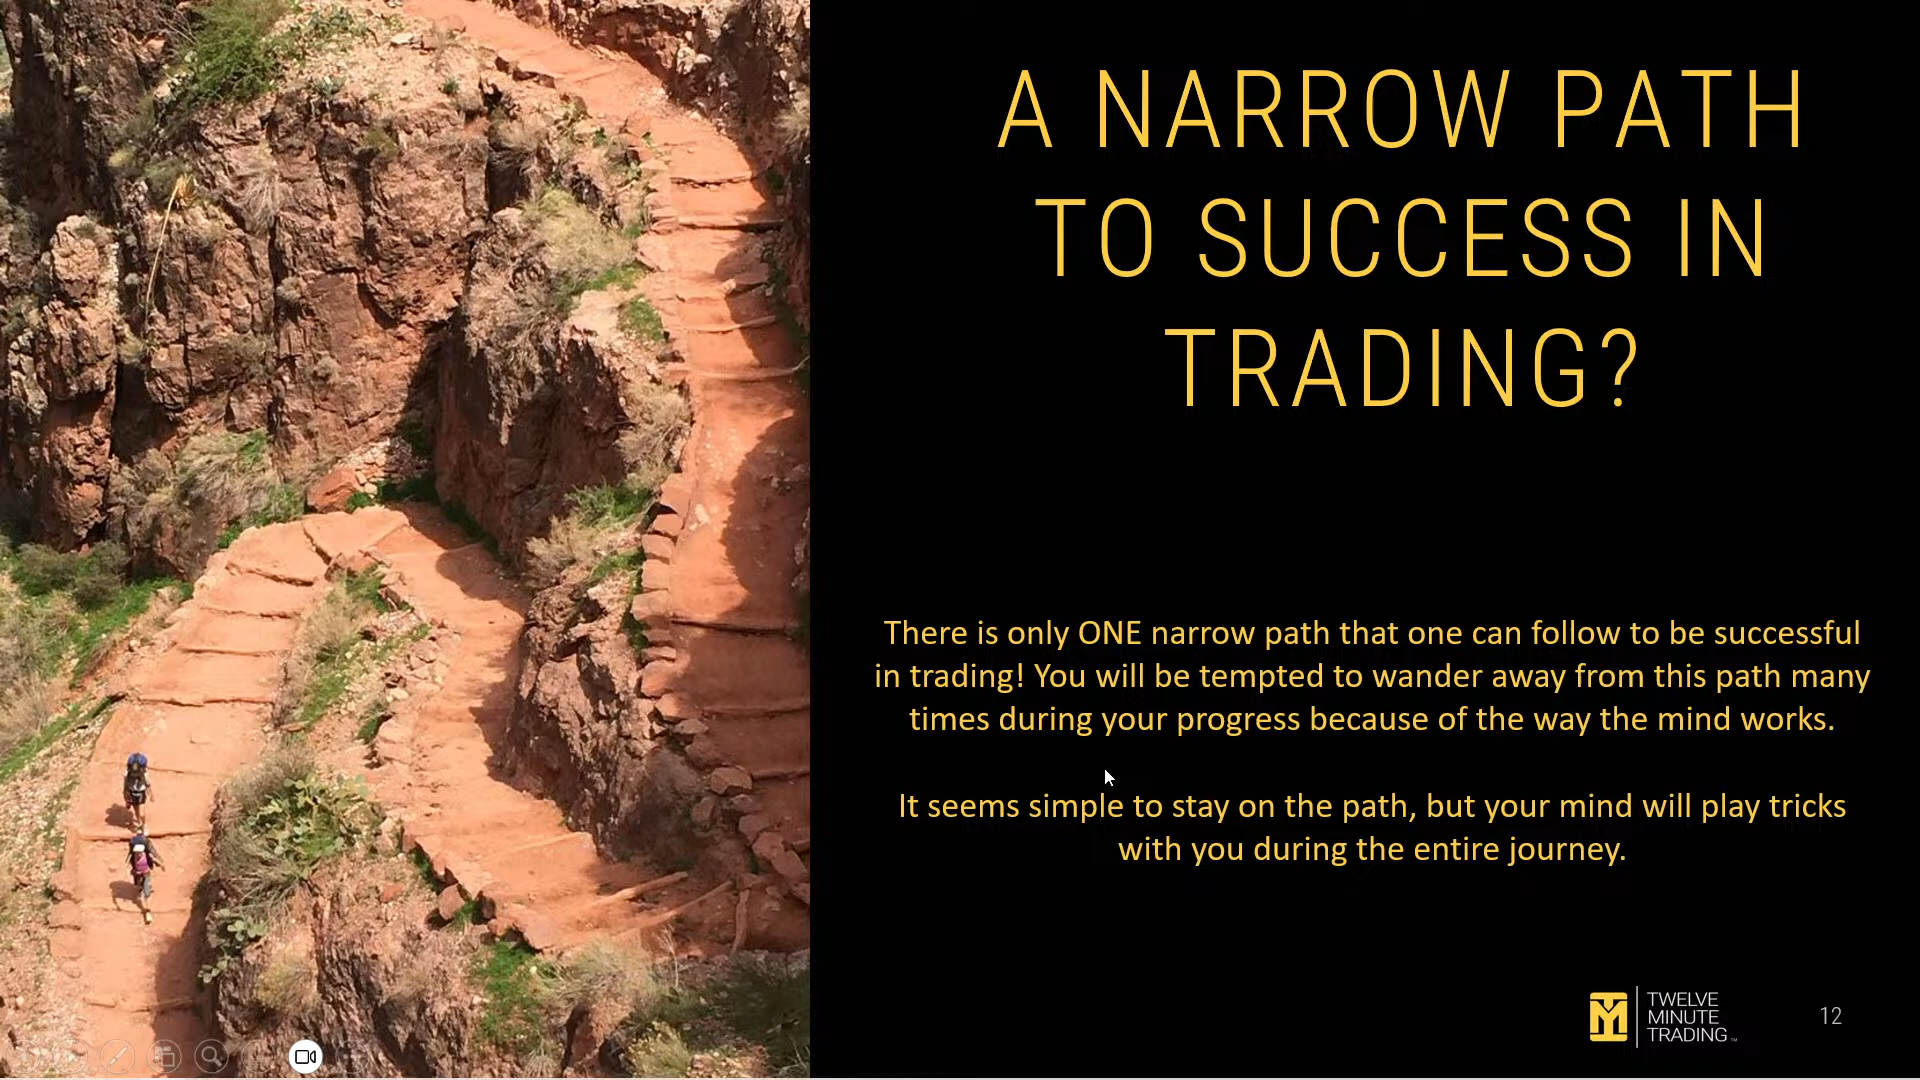 A NARROW PATH
TO SUCCESS IN
TRADING?
There is only ONE narrow path that one can follow to be successful
in trading! You will be tempted to wander away from this path many
times during your progress because of the way the mind works.
It seems simple to stay on the path, but your mind will play tricks
with you during the entire journey.
TWELVE
MINUTE
TRADING™
12